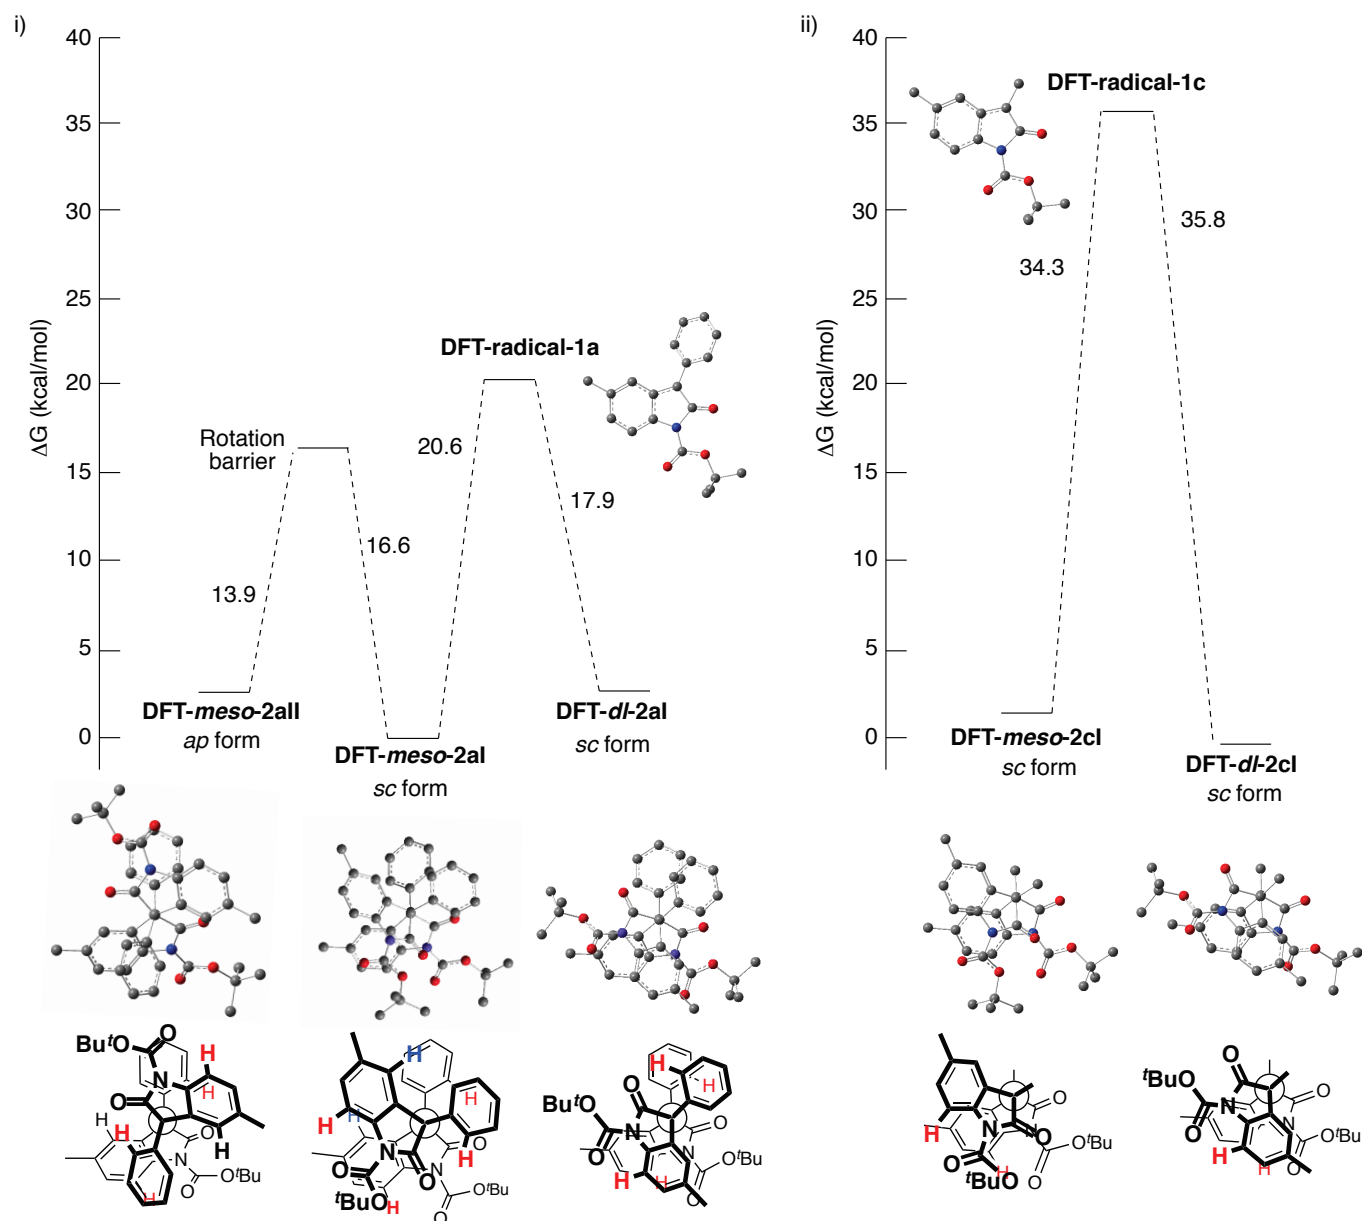 i)
40
35
30
25
20
15
10
5
0
ΔG (kcal/mol)
DFT-radical-1a
Rotation
barrier
20.6
17.9
16.6
13.9
DFT-meso-2aII
ap form
DFT-meso-2aI
sc form
DFT-dl-2aI
sc form
ii)
40
35
30
25
20
15
10
5
0
ΔG (kcal/mol)
DFT-radical-1c
35.8
34.3
DFT-meso-2cI
sc form
DFT-dl-2cI
sc form
BuᵗO
O
H
N
H
O
H
H
O
H
N
H
O
OᵗBu
O
H
H
H
H
H
N
O
N
O
O
ᵗBuO
H
O
OᵗBu
O
H
H
O
BuᵗO
N
O
O
N
H
H
OᵗBu
O
H
N
O
O
N
O
H
ᵗBuO
OᵗBu
O
O
O
ᵗBuO
N
O
N
H
H
OᵗBu
O